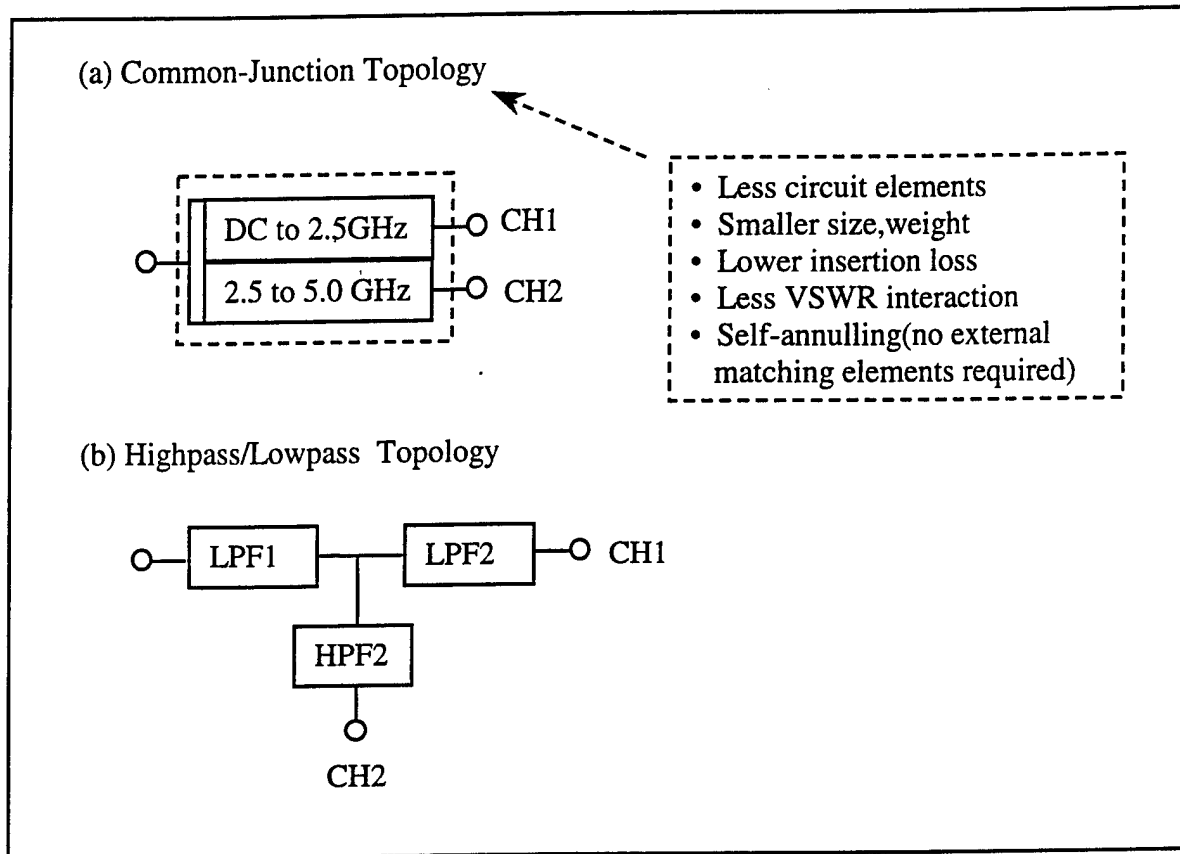 (a) Common-Junction Topology
DC to 2.5GHz
CH1
2.5 to 5.0 GHz
CH2
• Less circuit elements
• Smaller size,weight
• Lower insertion loss
• Less VSWR interaction
• Self-annulling(no external
matching elements required)
(b) Highpass/Lowpass Topology
LPF1
LPF2
CH1
HPF2
CH2